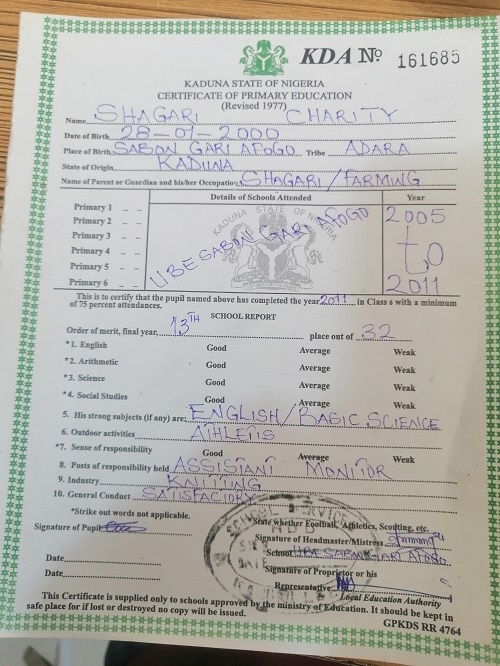 KDA No 161685
KADUNA STATE OF NIGERIA
CERTIFICATE OF PRIMARY EDUCATION
(Revised 1977)
Name SHAGARI CHARITY
Date of Birth 28-01-2000
Place of Birth SABON GARI AFOGO Tribe ADARA
State of Origin KADUNA
Name of Parent or Guardian and his/her Occupation SHAGARI/FARMING
Details of Schools Attended Year
Primary 1 - -
Primary 2 - -
Primary 3 - -
Primary 4 - -
Primary 5 - -
Primary 6 - -
KADUNA STATE OF NIGERIA
UBE SABON GARI AFOGO
2005
to
2011
This is to certify that the pupil named above has completed the year 2011 in Class 6 with a minimum
of 75 percent attendances.
SCHOOL REPORT
Order of merit, final year, 13TH place out of 32
*1. English Good Average Weak
*2. Arithmetic Good Average Weak
*3. Science Good Average Weak
*4. Social Studies Good Average Weak
5. His strong subjects (if any) are: ENGLISH/BASIC SCIENCE
6. Outdoor activities ATHLETIS
*7. Sense of responsibility Good Average Weak
8. Posts of responsibility held ASSISTANT MONITOR
9. Industry KNITTING
10. General Conduct SATISFACTORY
*Strike out words not applicable.
State whether Football, Athletics, Scouting, etc.
Signature of Pupil
Signature of Headmaster/Mistress
School UBE SABON GARI AFOGO
Date
Signature of Proprietor or his
Date
Representative
Local Education Authority
This Certificate is supplied only to schools approved by the ministry of Education. It should be kept in
safe place for if lost or destroyed no copy will be issued.
GPKDS RR 4764